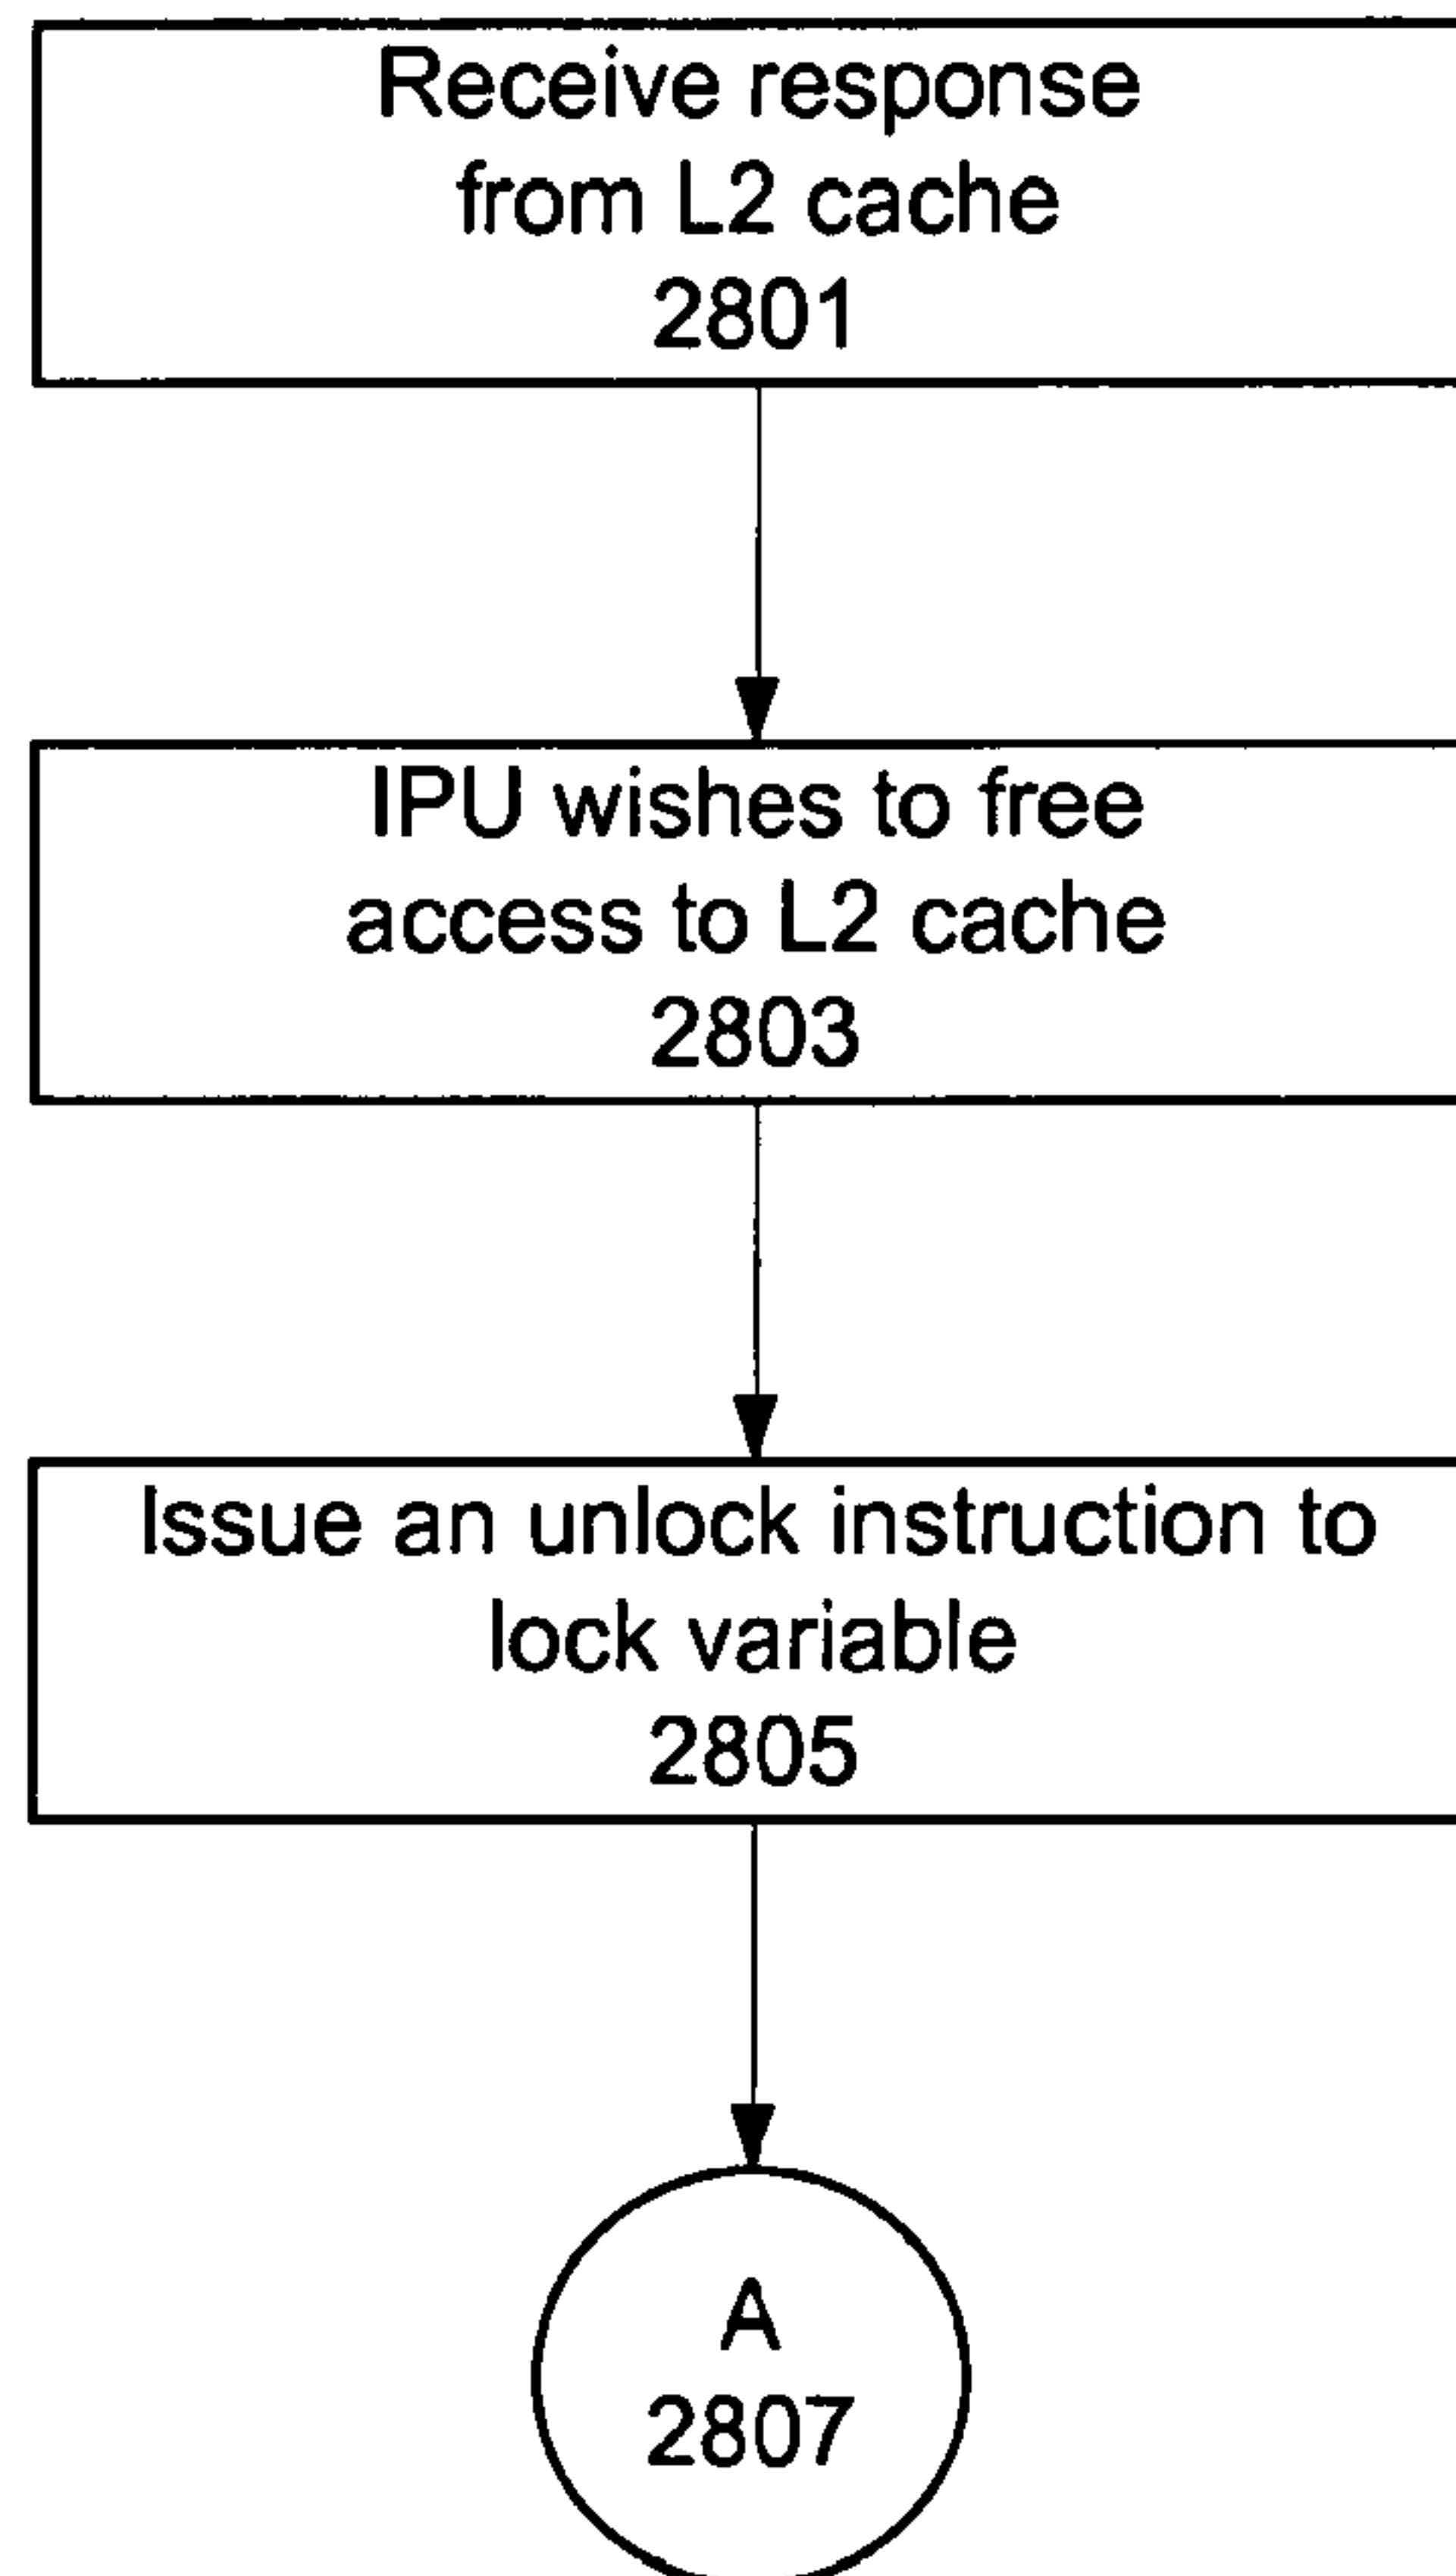 Receive response
from L2 cache
2801
IPU wishes to free
access to L2 cache
2803
Issue an unlock instruction to
lock variable
2805
A
2807